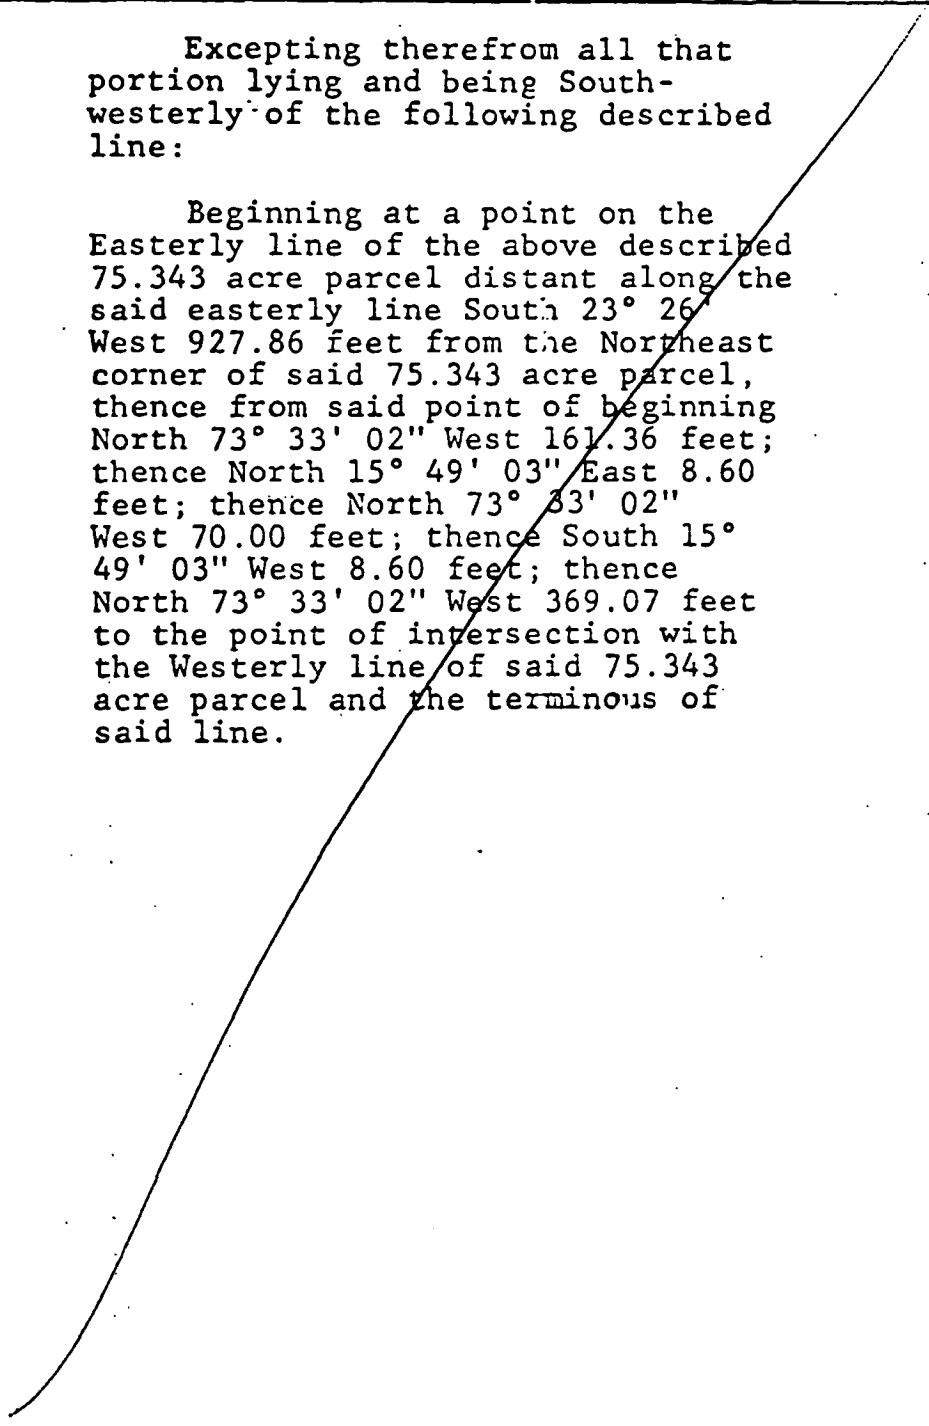 Excepting therefrom all that
portion lying and being South-
westerly of the following described
line:
Beginning at a point on the
Easterly line of the above described
75.343 acre parcel distant along the
said easterly line South 23° 26'
West 927.86 feet from the Northeast
corner of said 75.343 acre parcel,
thence from said point of beginning
North 73° 33' 02" West 161.36 feet;
thence North 15° 49' 03" East 8.60
feet; thence North 73° 33' 02"
West 70.00 feet; thence South 15°
49' 03" West 8.60 feet; thence
North 73° 33' 02" West 369.07 feet
to the point of intersection with
the Westerly line of said 75.343
acre parcel and the terminous of
said line.